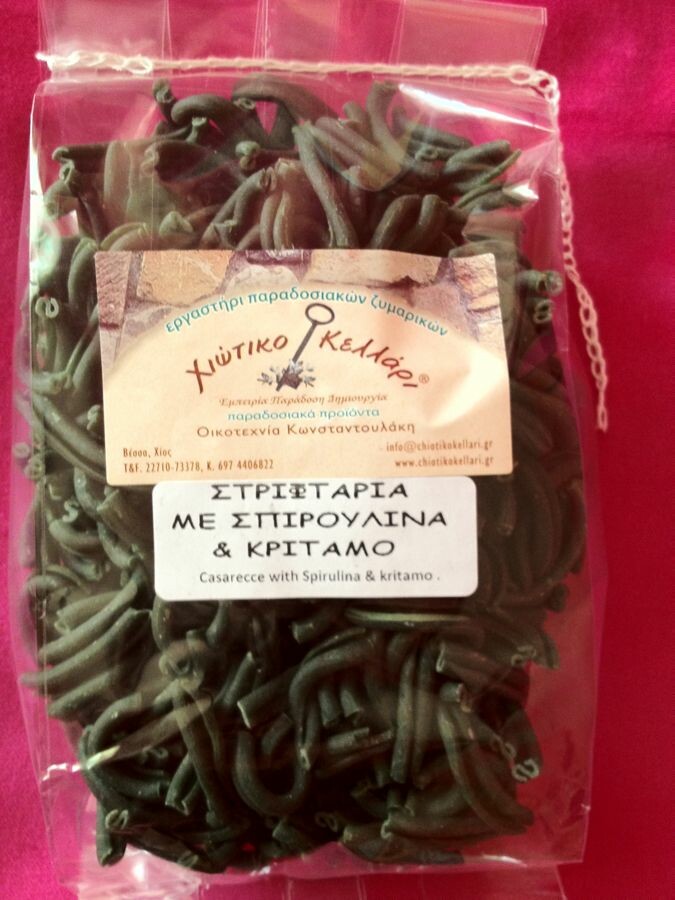 εργαστήρι παραδοσιακών ζυμαρικών
Χιώτικο Κελλάρι®
Εμπειρία Παράδοση Δημιουργία
παραδοσιακά προϊόντα
Οικοτεχνία Κωνσταντουλάκη
Βέσσα, Χίος
T&F. 22710-73378, Κ. 697 4406822
info@chiotikokellari.gr
www.chiotikokellari.gr
ΣΤΡΙΦΤΑΡΙΑ
ΜΕ ΣΠΙΡΟΥΛΙΝΑ
& ΚΡΙΤΑΜΟ
Casarecce with Spirulina & kritamo .